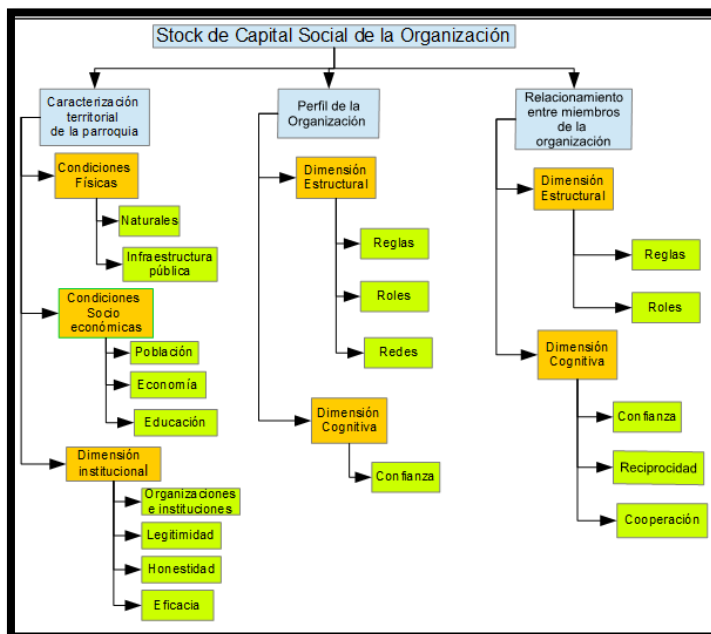 Stock de Capital Social de la Organización
Caracterización
territorial
de la parroquia
Condiciones
Físicas
Naturales
Infraestructura
pública
Condiciones
Socio
económicas
Población
Economía
Educación
Dimensión
institucional
Organizaciones
e instituciones
Legitimidad
Honestidad
Eficacia
Perfil de la
Organización
Dimensión
Estructural
Reglas
Roles
Redes
Dimensión
Cognitiva
Confianza
Relacionamiento
entre miembros
de la
organización
Dimensión
Estructural
Reglas
Roles
Dimensión
Cognitiva
Confianza
Reciprocidad
Cooperación